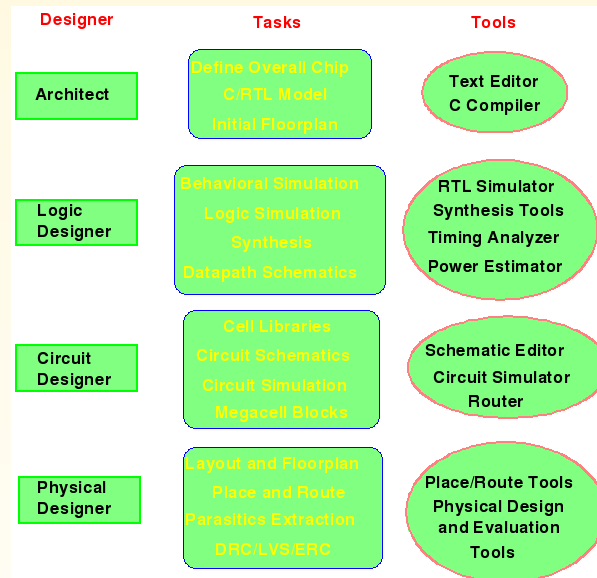 Designer Tasks Tools
Architect
Define Overall Chip
C/RTL Model
Initial Floorplan
Text Editor
C Compiler
Logic
Designer
Behavioral Simulation
Logic Simulation
Synthesis
Datapath Schematics
RTL Simulator
Synthesis Tools
Timing Analyzer
Power Estimator
Circuit
Designer
Cell Libraries
Circuit Schematics
Circuit Simulation
Megacell Blocks
Schematic Editor
Circuit Simulator
Router
Physical
Designer
Layout and Floorplan
Place and Route
Parasitics Extraction
DRC/LVS/ERC
Place/Route Tools
Physical Design
and Evaluation
Tools